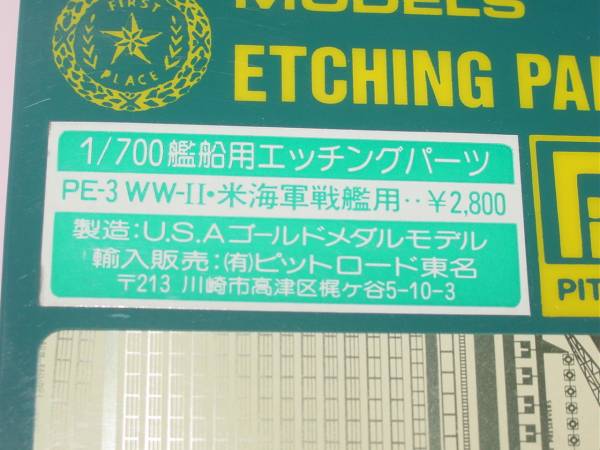 MODELS
FIRST
PLACE
ETCHING PA
1/700艦船用エッチングパーツ
PE-3 WW-II・米海軍戦艦用‥¥2,800
製造:U.S.Aゴールドメダルモデル
輸入販売:(有)ピットロード東名
〒213 川崎市高津区梶ケ谷5-10-3
PIT